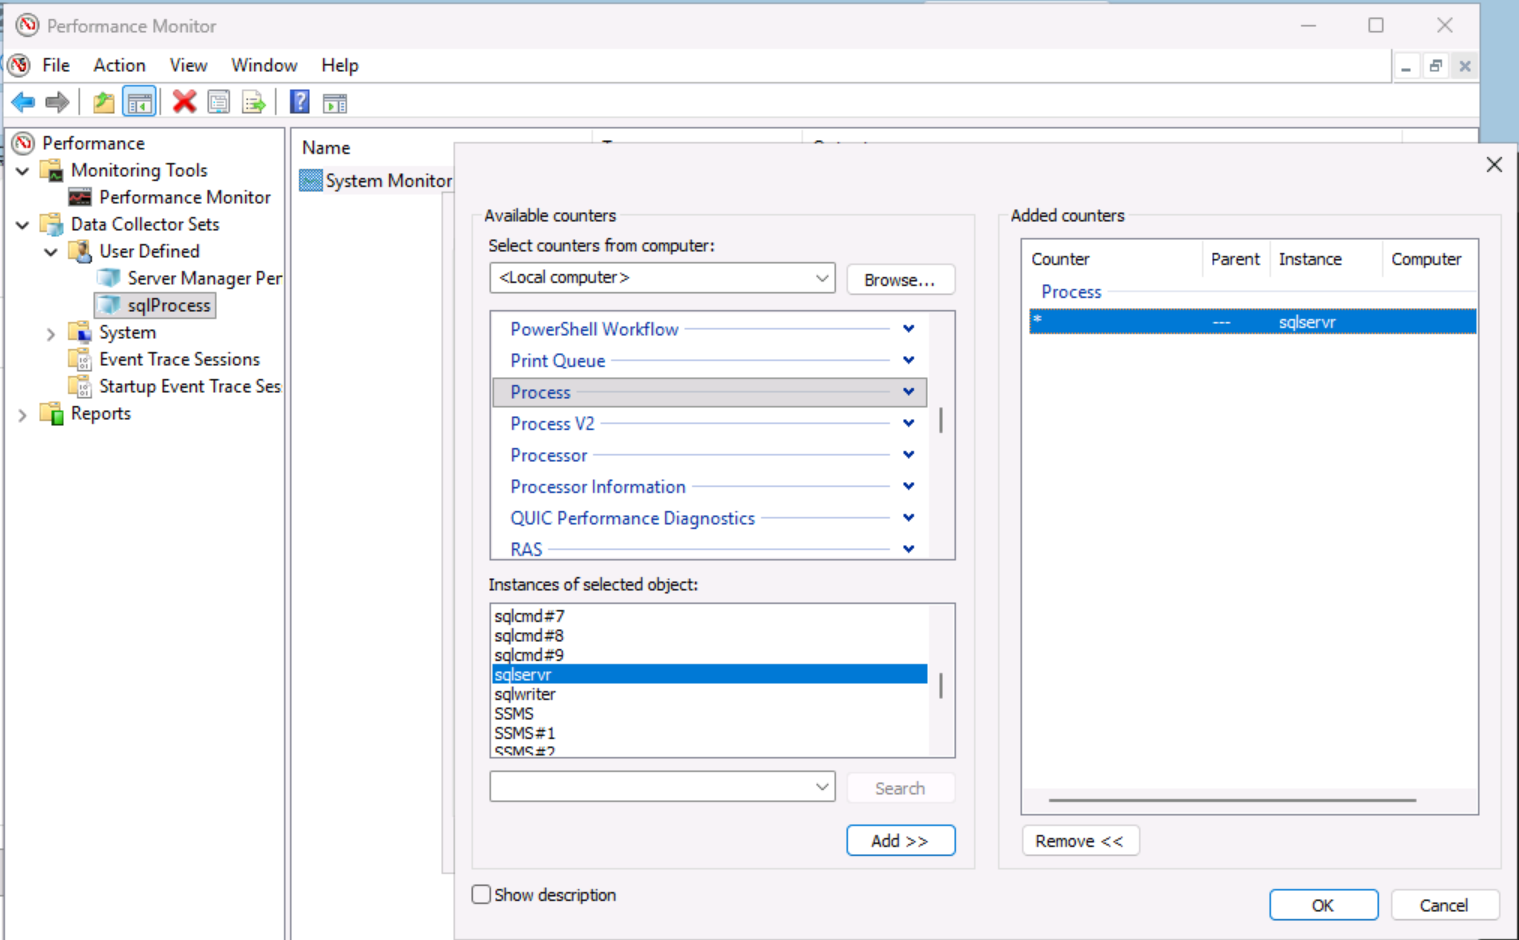 Performance Monitor
File Action View Window Help
Performance
Monitoring Tools
Performance Monitor
Data Collector Sets
User Defined
Server Manager Per
sqlProcess
System
Event Trace Sessions
Startup Event Trace Ses
Reports
Name
System Monitor
Available counters
Select counters from computer:
<Local computer>
Browse...
PowerShell Workflow
Print Queue
Process
Process V2
Processor
Processor Information
QUIC Performance Diagnostics
RAS
Instances of selected object:
sqlcmd#7
sqlcmd#8
sqlcmd#9
sqlservr
sqlwriter
SSMS
SSMS#1
SSMS#2
Search
Add >>
Show description
Added counters
Counter Parent Instance Computer
Process
* --- sqlservr
Remove <<
OK Cancel